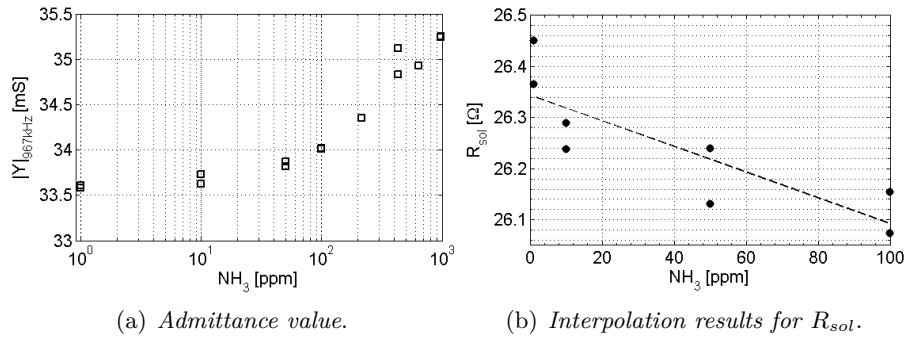 35.5
35
34.5
34
33.5
33
|Y|967kHz [mS]
10^0 10^1 10^2 10^3
NH3 [ppm]
(a) Admittance value.
26.5
26.4
26.3
26.2
26.1
Rsol [Ω]
0 20 40 60 80 100
NH3 [ppm]
(b) Interpolation results for Rsol.